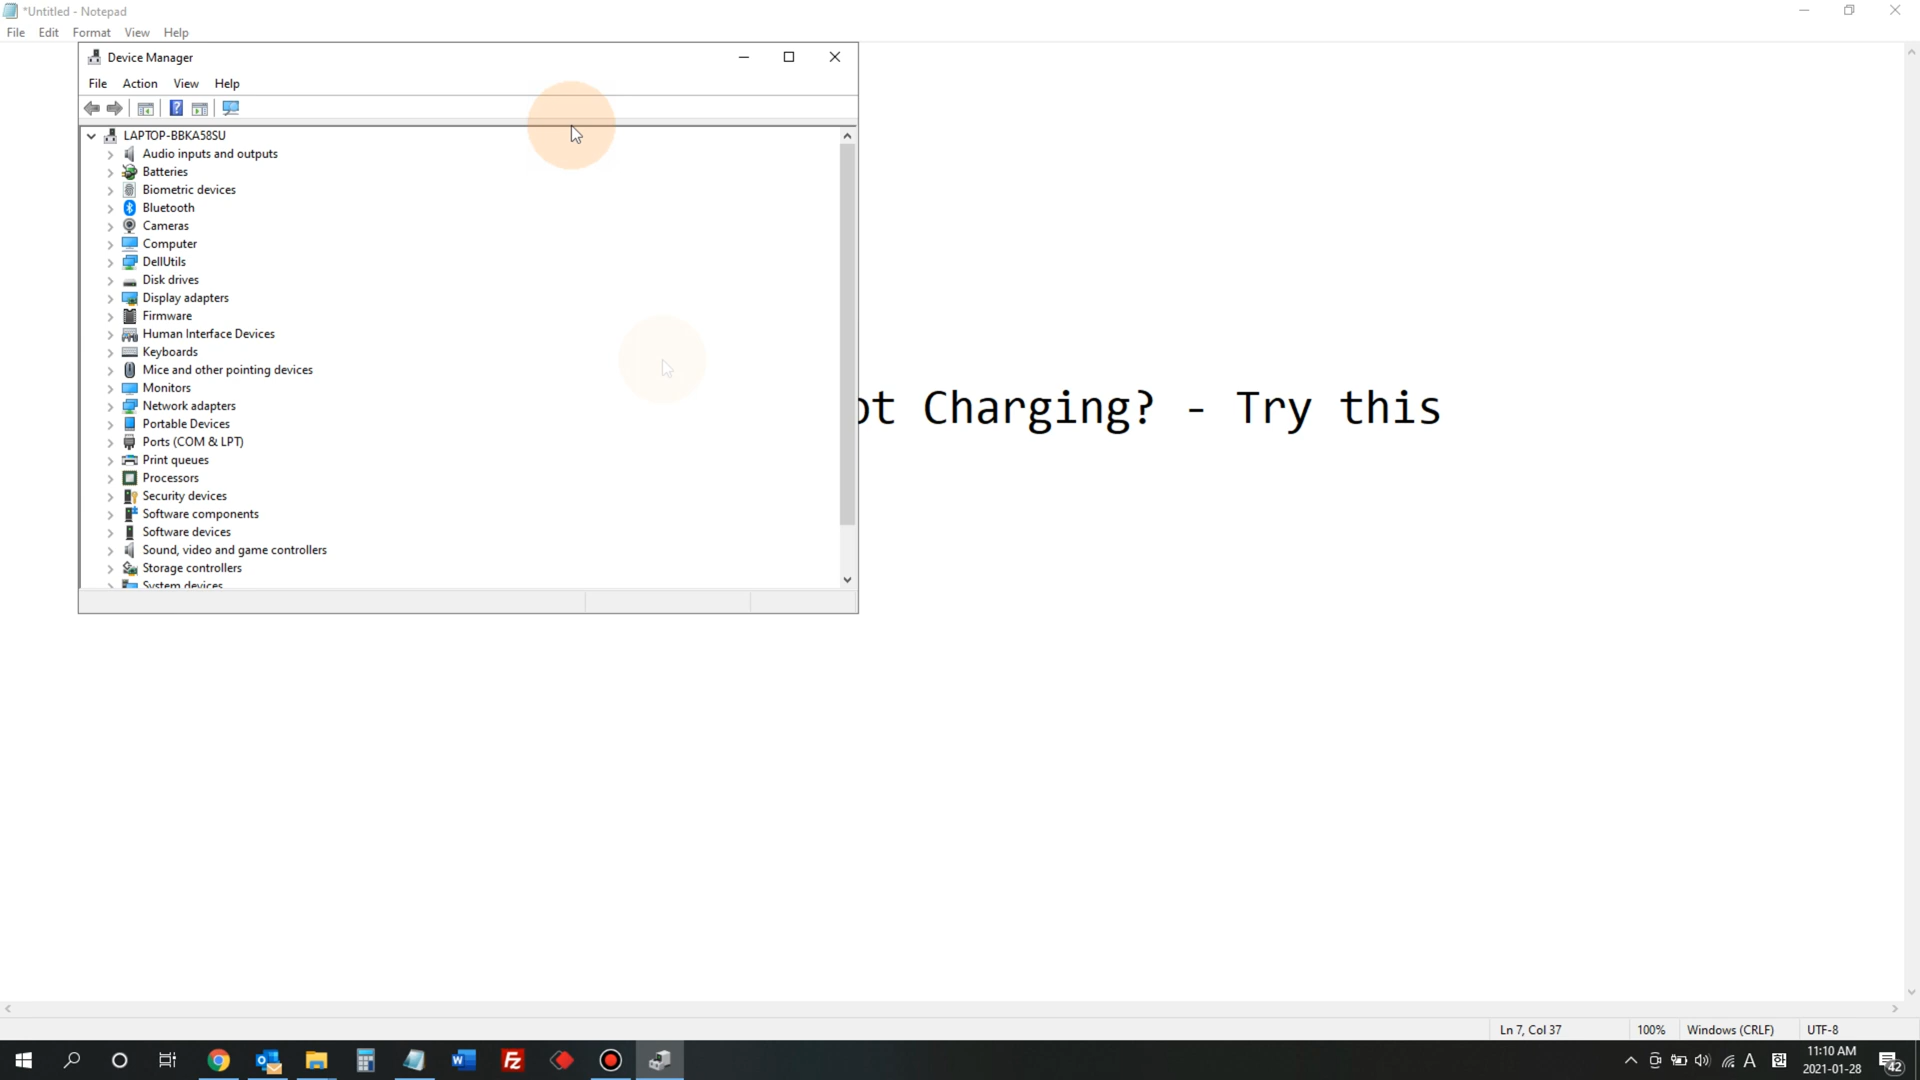 *Untitled - Notepad
File Edit Format View Help
Device Manager
File Action View Help
LAPTOP-BBKA58SU
Audio inputs and outputs
Batteries
Biometric devices
Bluetooth
Cameras
Computer
DellUtils
Disk drives
Display adapters
Firmware
Human Interface Devices
Keyboards
Mice and other pointing devices
Monitors
Network adapters
Portable Devices
Ports (COM & LPT)
Print queues
Processors
Security devices
Software components
Software devices
Sound, video and game controllers
Storage controllers
System devices
ot Charging? - Try this
Ln 7, Col 37 100% Windows (CRLF) UTF-8
A 11:10 AM
2021-01-28
42